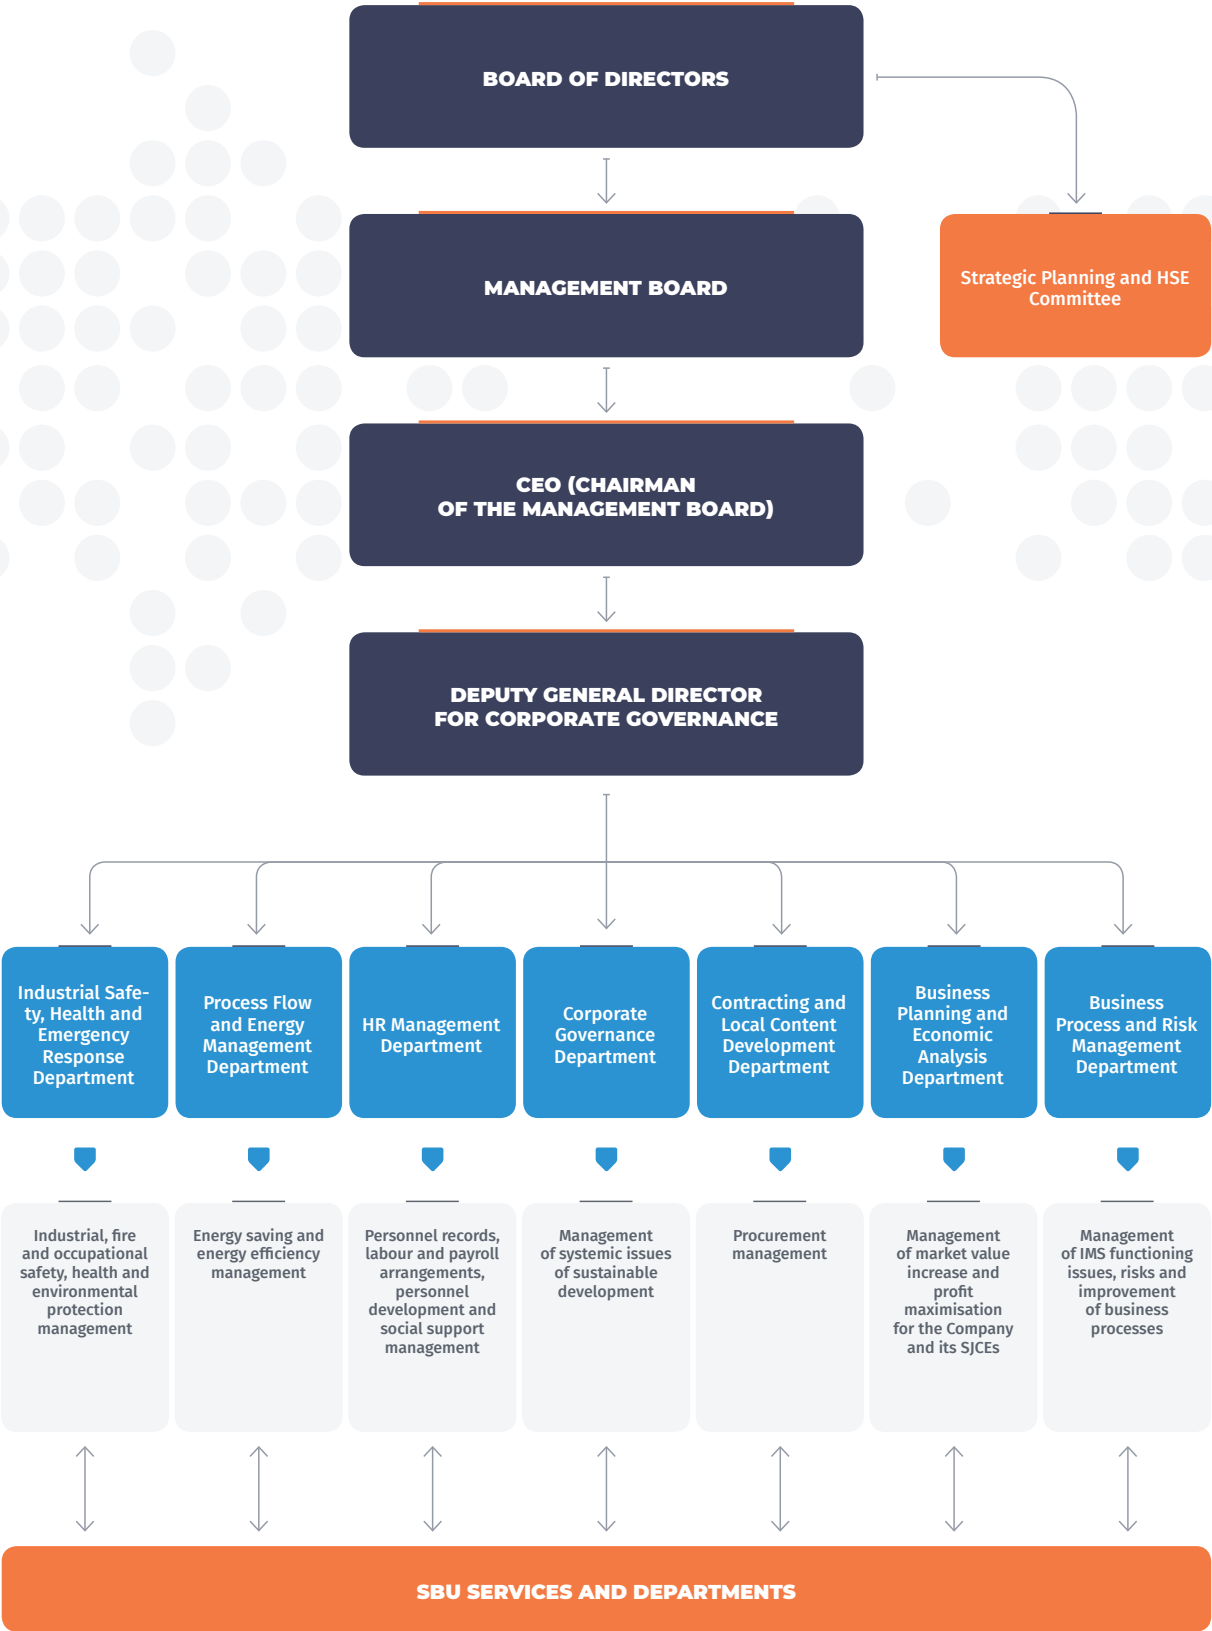 BOARD OF DIRECTORS
MANAGEMENT BOARD
Strategic Planning and HSE
Committee
CEO (CHAIRMAN
OF THE MANAGEMENT BOARD)
DEPUTY GENERAL DIRECTOR
FOR CORPORATE GOVERNANCE
Industrial Safe-
ty, Health and
Emergency
Response
Department
Process Flow
and Energy
Management
Department
HR Management
Department
Corporate
Governance
Department
Contracting and
Local Content
Development
Department
Business
Planning and
Economic
Analysis
Department
Business
Process and Risk
Management
Department
Industrial, fire
and occupational
safety, health and
environmental
protection
management
Energy saving and
energy efficiency
management
Personnel records,
labour and payroll
arrangements,
personnel
development and
social support
management
Management
of systemic issues
of sustainable
development
Procurement
management
Management
of market value
increase and
profit
maximisation
for the Company
and its SJCEs
Management
of IMS functioning
issues, risks and
improvement
of business
processes
SBU SERVICES AND DEPARTMENTS